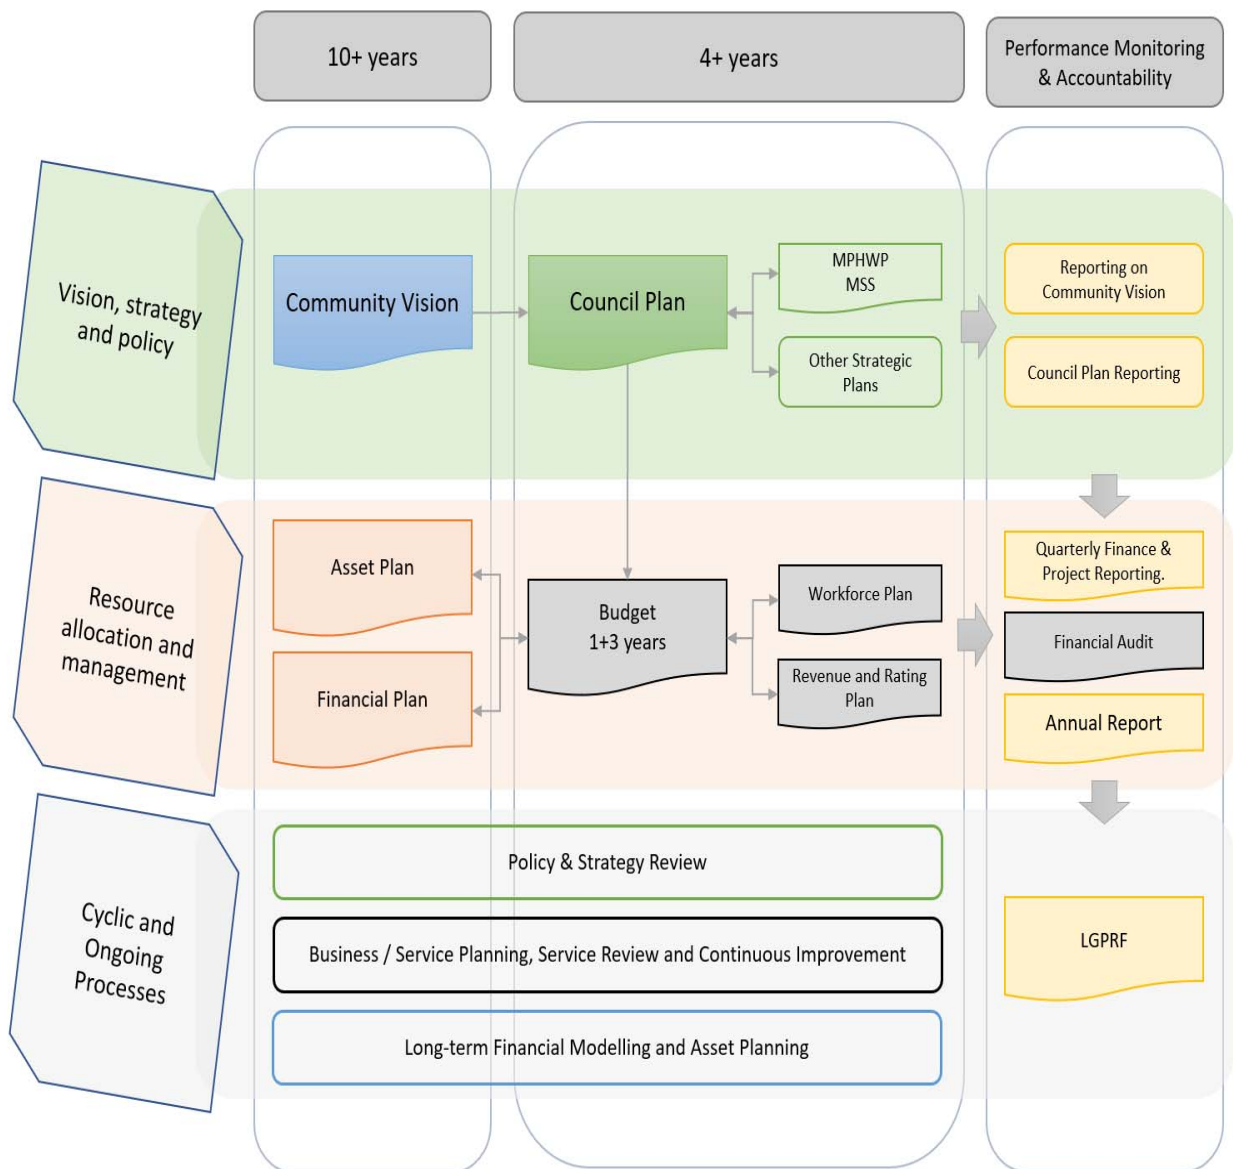 10+ years
4+ years
Performance Monitoring
& Accountability
Vision, strategy
and policy
Community Vision
Council Plan
MPHWP
MSS
Other Strategic
Plans
Reporting on
Community Vision
Council Plan Reporting
Resource
allocation and
management
Asset Plan
Financial Plan
Budget
1+3 years
Workforce Plan
Revenue and Rating
Plan
Quarterly Finance &
Project Reporting.
Financial Audit
Annual Report
Cyclic and
Ongoing
Processes
Policy & Strategy Review
Business / Service Planning, Service Review and Continuous Improvement
Long-term Financial Modelling and Asset Planning
LGPRF